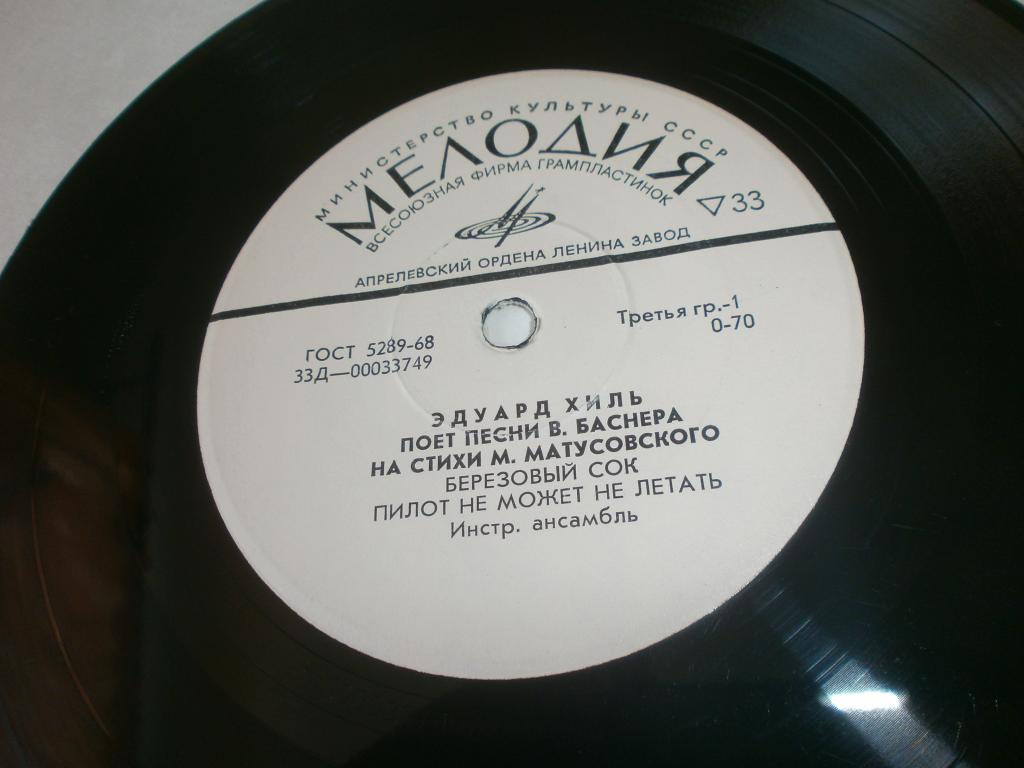 МИНИСТЕРСТВО КУЛЬТУРЫ СССР
МЕЛОДИЯ
ВСЕСОЮЗНАЯ ФИРМА ГРАМПЛАСТИНОК
33
АПРЕЛЕВСКИЙ ОРДЕНА ЛЕНИНА ЗАВОД
ГОСТ 5289-68
33Д—00033749
Третья гр.-1
0-70
ЭДУАРД ХИЛЬ
ПОЕТ ПЕСНИ В. БАСНЕРА
НА СТИХИ М. МАТУСОВСКОГО
БЕРЕЗОВЫЙ СОК
ПИЛОТ НЕ МОЖЕТ НЕ ЛЕТАТЬ
Инстр. ансамбль